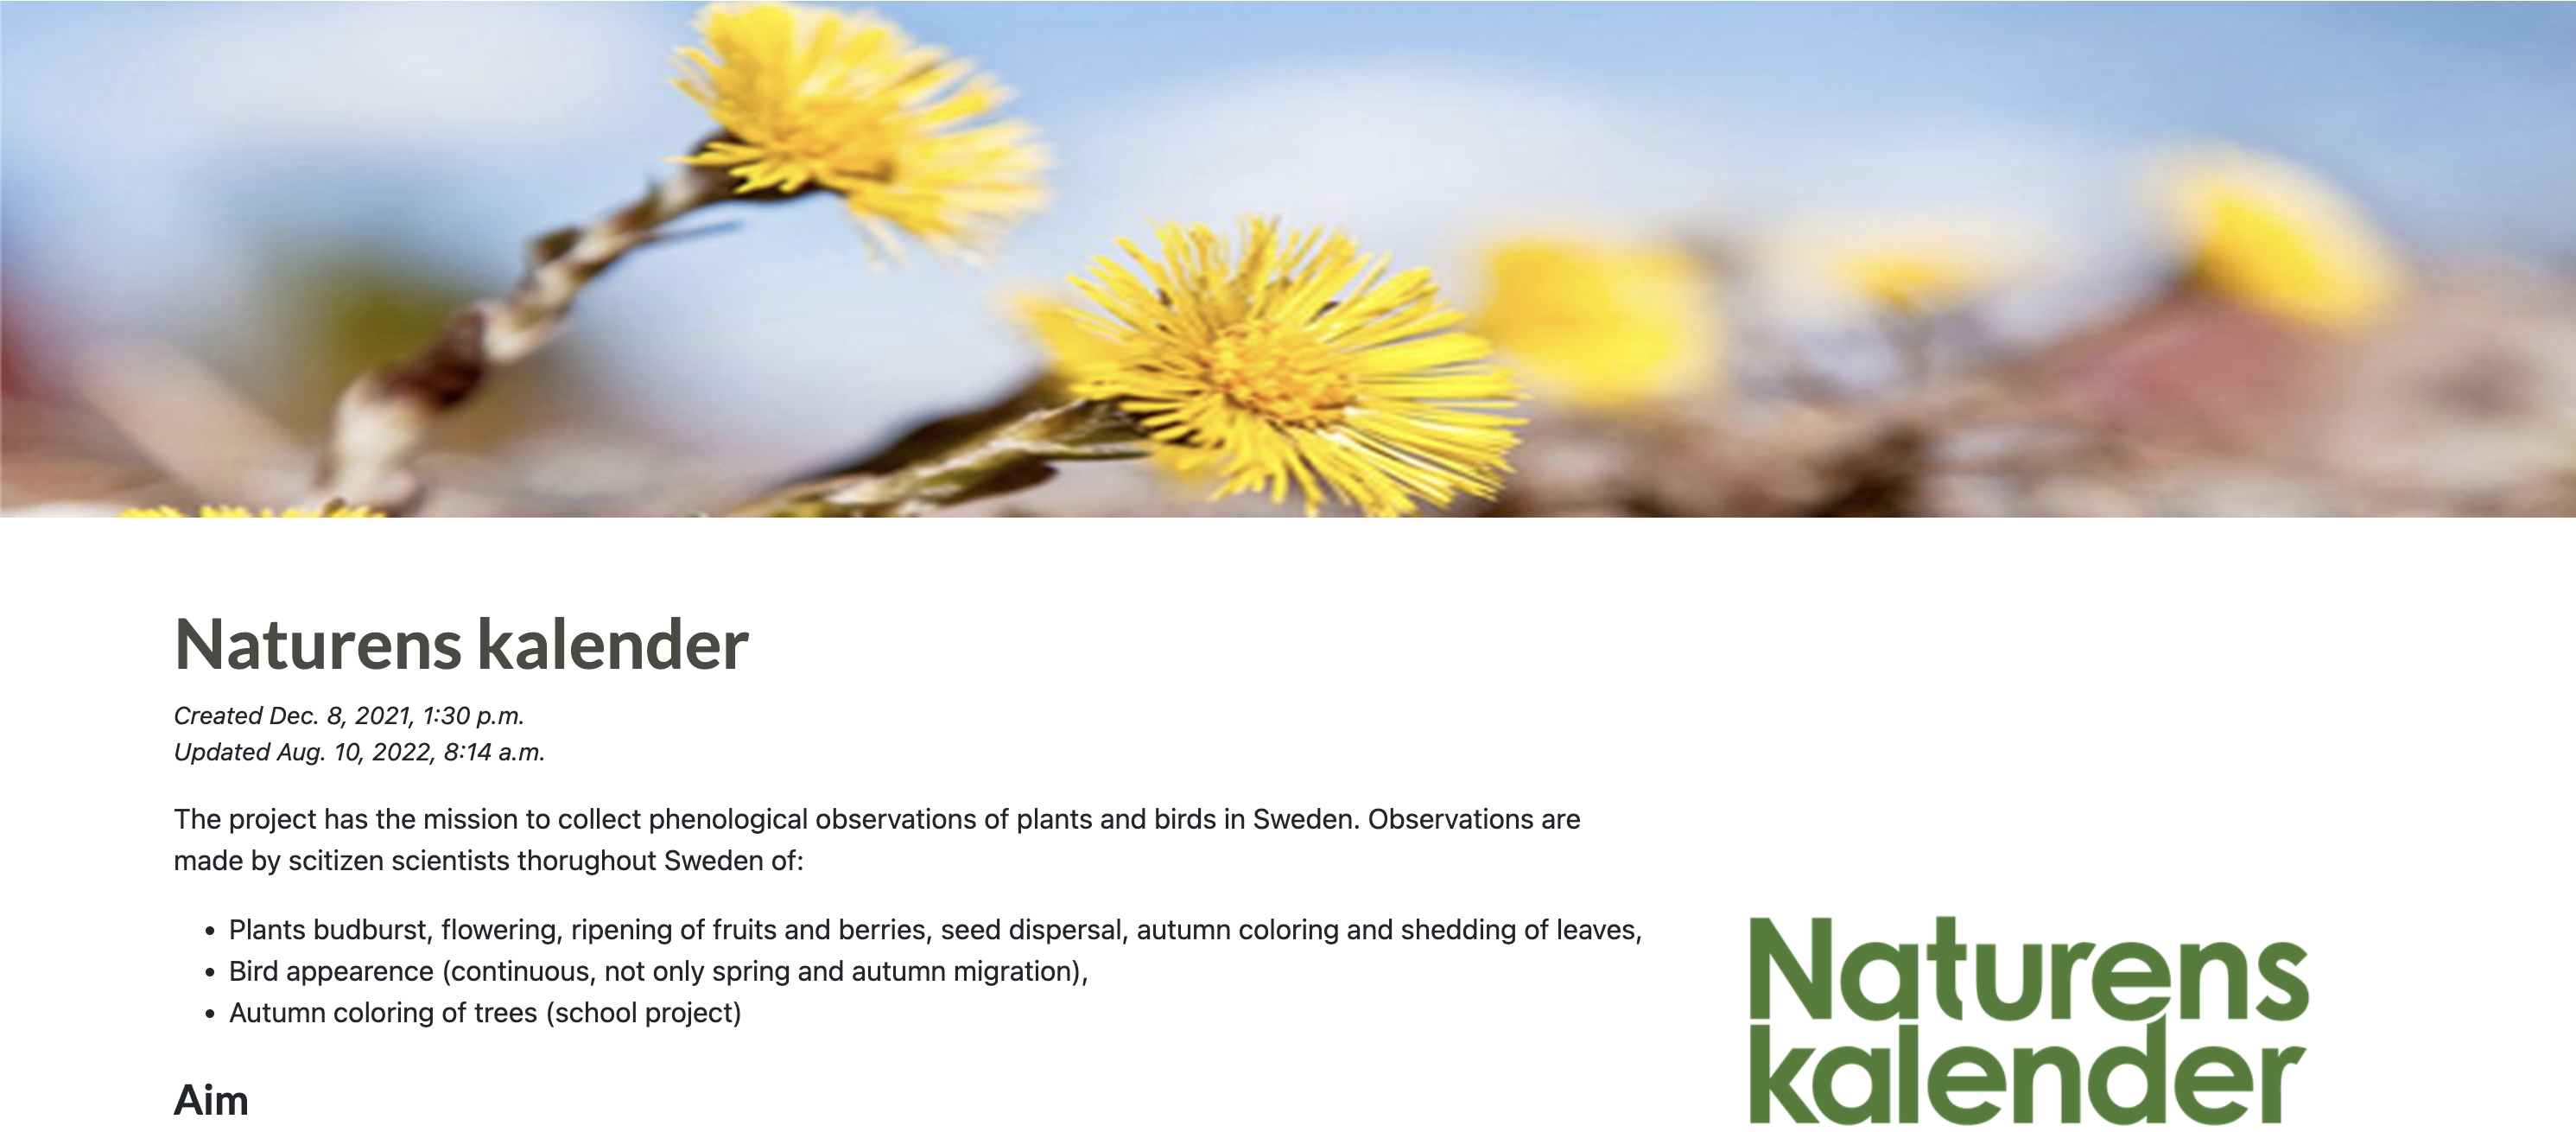 Naturens kalender
Created Dec. 8, 2021, 1:30 p.m.
Updated Aug. 10, 2022, 8:14 a.m.
The project has the mission to collect phenological observations of plants and birds in Sweden. Observations are
made by scitizen scientists thorughout Sweden of:
• Plants budburst, flowering, ripening of fruits and berries, seed dispersal, autumn coloring and shedding of leaves,
• Bird appearence (continuous, not only spring and autumn migration),
• Autumn coloring of trees (school project)
Aim
Naturens
kalender